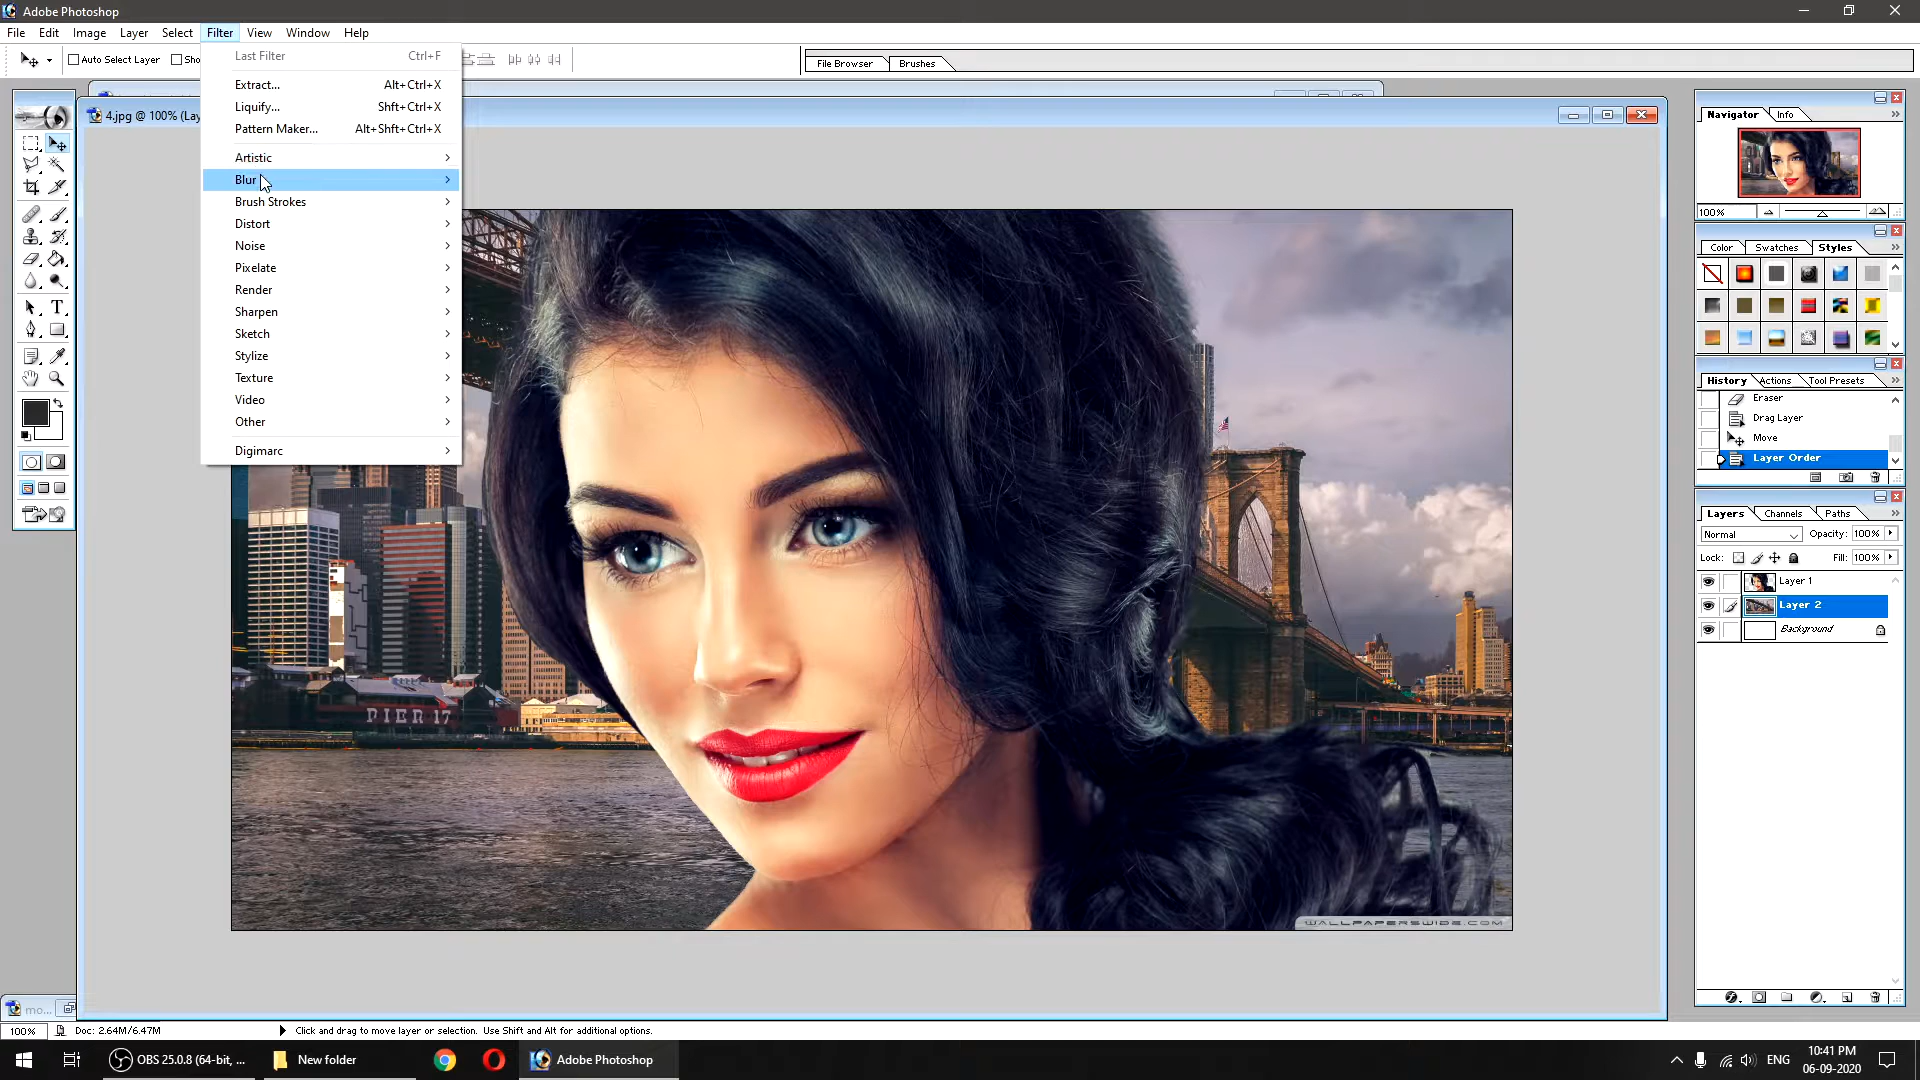 Adobe Photoshop
File Edit Image Layer Select Filter View Window Help
Auto Select Layer Sho
File Browser Brushes
Last Filter Ctrl+F
Extract... Alt+Ctrl+X
Liquify... Shft+Ctrl+X
Pattern Maker... Alt+Shft+Ctrl+X
Artistic
Blur
Brush Strokes
Distort
Noise
Pixelate
Render
Sharpen
Sketch
Stylize
Texture
Video
Other
Digimarc
4.jpg @ 100% (Lay
Navigator Info
100%
Color Swatches Styles
History Actions Tool Presets
Eraser
Drag Layer
Move
Layer Order
Layers Channels Paths
Normal Opacity: 100%
Lock: Fill: 100%
Layer 1
Layer 2
Background
PIER 17
WALLPAPERSWIDE.COM
mo...
100% Doc: 2.64M/6.47M Click and drag to move layer or selection. Use Shift and Alt for additional options.
OBS 25.0.8 (64-bit, ... New folder Adobe Photoshop
ENG
10:41 PM
06-09-2020